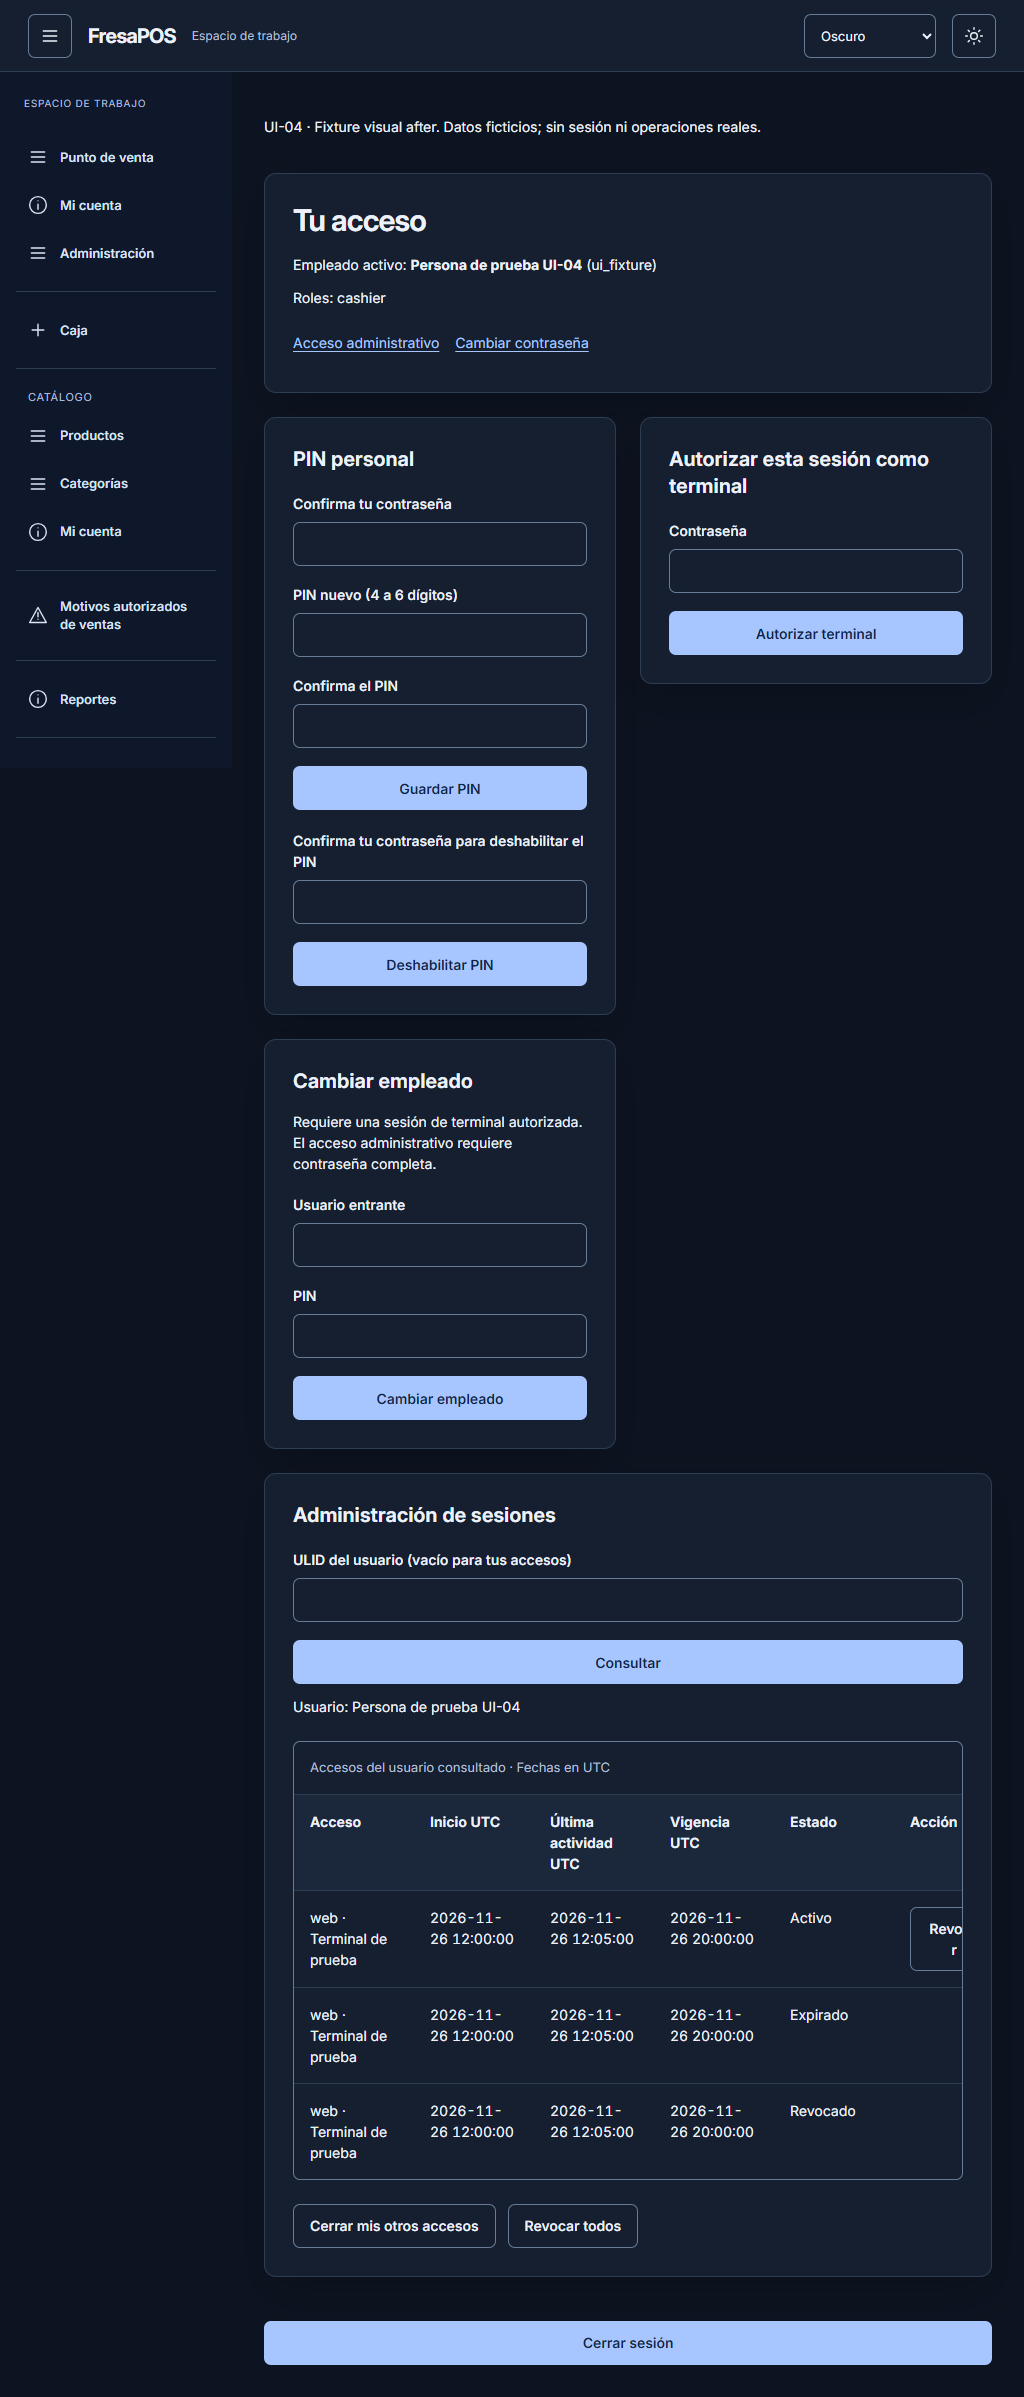 FresaPOS
Espacio de trabajo
Oscuro
ESPACIO DE TRABAJO
Punto de venta
Mi cuenta
Administración
Caja
CATÁLOGO
Productos
Categorías
Mi cuenta
Motivos autorizados
de ventas
Reportes
UI-04 · Fixture visual after. Datos ficticios; sin sesión ni operaciones reales.
Tu acceso
Empleado activo: Persona de prueba UI-04 (ui_fixture)
Roles: cashier
Acceso administrativo Cambiar contraseña
PIN personal
Confirma tu contraseña
PIN nuevo (4 a 6 dígitos)
Confirma el PIN
Guardar PIN
Confirma tu contraseña para deshabilitar el
PIN
Deshabilitar PIN
Autorizar esta sesión como
terminal
Contraseña
Autorizar terminal
Cambiar empleado
Requiere una sesión de terminal autorizada.
El acceso administrativo requiere
contraseña completa.
Usuario entrante
PIN
Cambiar empleado
Administración de sesiones
ULID del usuario (vacío para tus accesos)
Consultar
Usuario: Persona de prueba UI-04
Accesos del usuario consultado · Fechas en UTC
Acceso Inicio UTC Última Vigencia Estado Acción
actividad UTC
UTC
web · 2026-11- 2026-11- 2026-11- Activo Revo
Terminal de 26 12:00:00 26 12:05:00 26 20:00:00 r
prueba
web · 2026-11- 2026-11- 2026-11- Expirado
Terminal de 26 12:00:00 26 12:05:00 26 20:00:00
prueba
web · 2026-11- 2026-11- 2026-11- Revocado
Terminal de 26 12:00:00 26 12:05:00 26 20:00:00
prueba
Cerrar mis otros accesos Revocar todos
Cerrar sesión